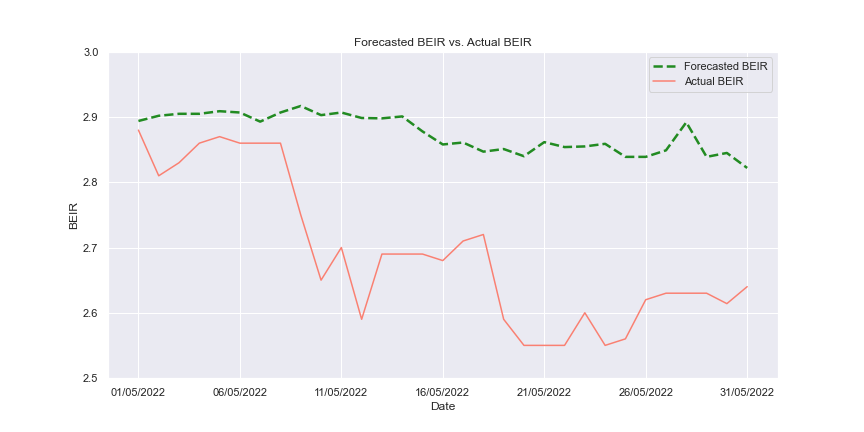 Forecasted BEIR vs. Actual BEIR
3.0
2.9
2.8
2.7
2.6
2.5
BEIR
Forecasted BEIR
Actual BEIR
01/05/2022 06/05/2022 11/05/2022 16/05/2022 21/05/2022 26/05/2022 31/05/2022
Date